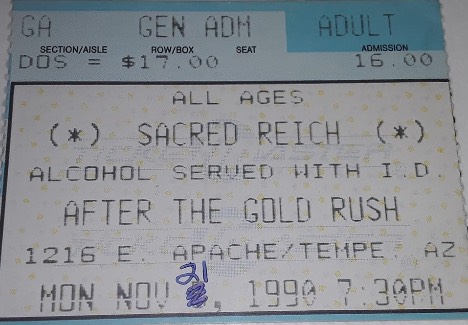 GA GEN ADM ADULT
SECTION/AISLE ROW/BOX SEAT ADMISSION
DOS = $17.00 16.00
ALL AGES
(*) SACRED REICH (*)
ALCOHOL SERVED WITH I.D.
AFTER THE GOLD RUSH
1216 E. APACHE/TEMPE, AZ
21
MON NOV , 1990 7:30PM